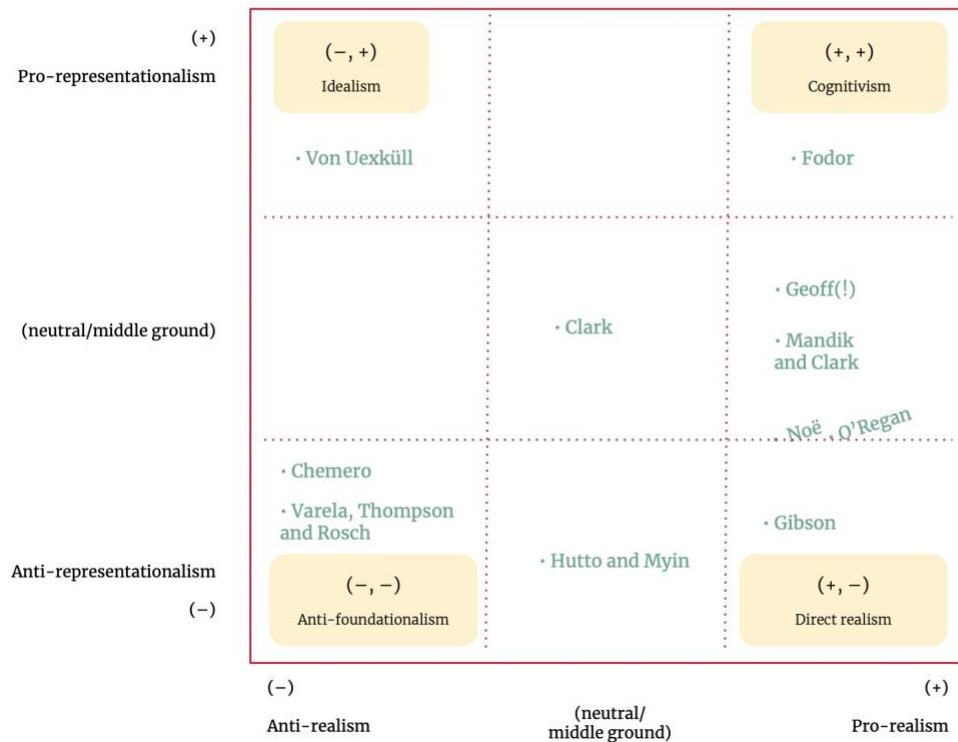 (+)
Pro-representationalism
(−, +)
Idealism
(+, +)
Cognitivism
· Von Uexküll
· Fodor
(neutral/middle ground)
· Clark
· Geoff(!)
· Mandik
and Clark
· Noë
· O’Regan
· Chemero
· Varela, Thompson
and Rosch
· Hutto and Myin
· Gibson
Anti-representationalism
(−)
(−, −)
Anti-foundationalism
(+, −)
Direct realism
(−)
Anti-realism
(neutral/
middle ground)
(+)
Pro-realism